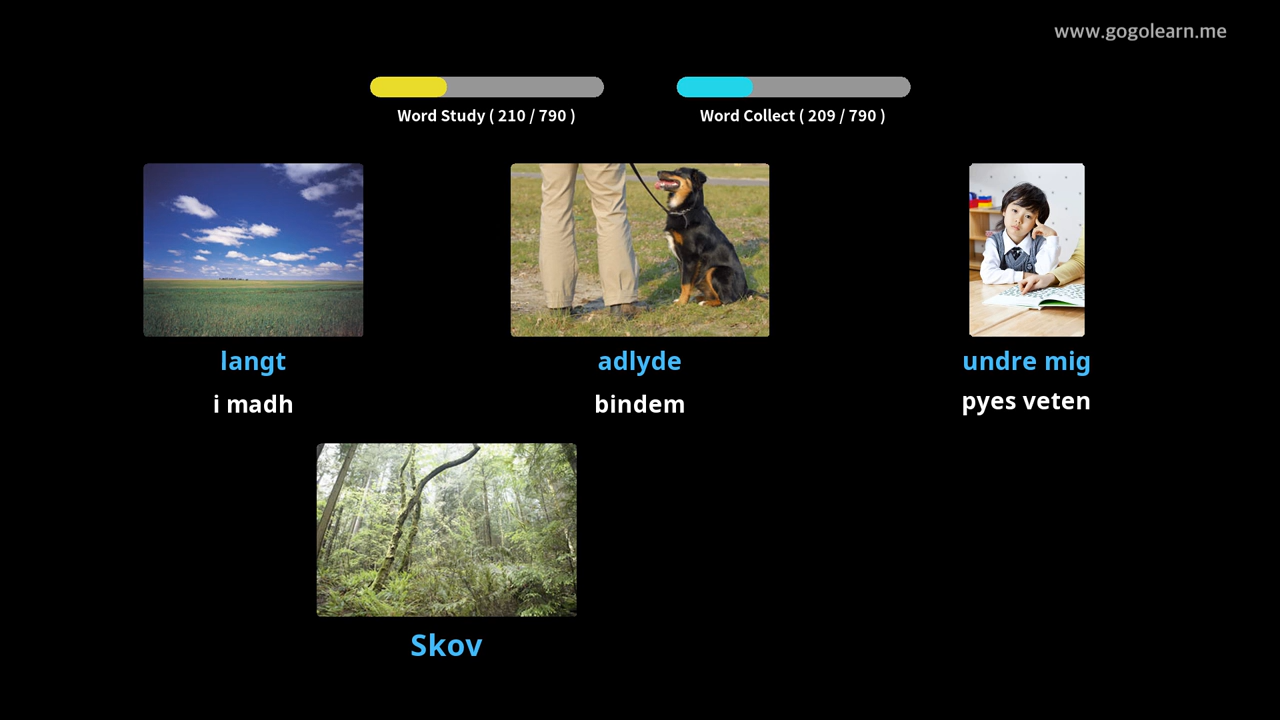 www.gogolearn.me
Word Study ( 210 / 790 )
Word Collect ( 209 / 790 )
langt
adlyde
undre mig
i madh
bindem
pyes veten
Skov